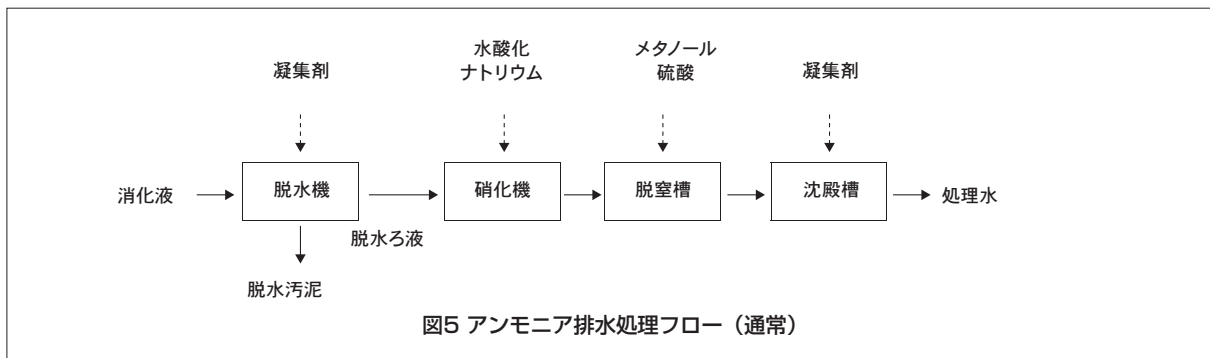 凝集剤
水酸化
ナトリウム
メタノール
硫酸
凝集剤
消化液
脱水機
硝化機
脱窒槽
沈殿槽
処理水
脱水ろ液
脱水汚泥
図5 アンモニア排水処理フロー（通常）